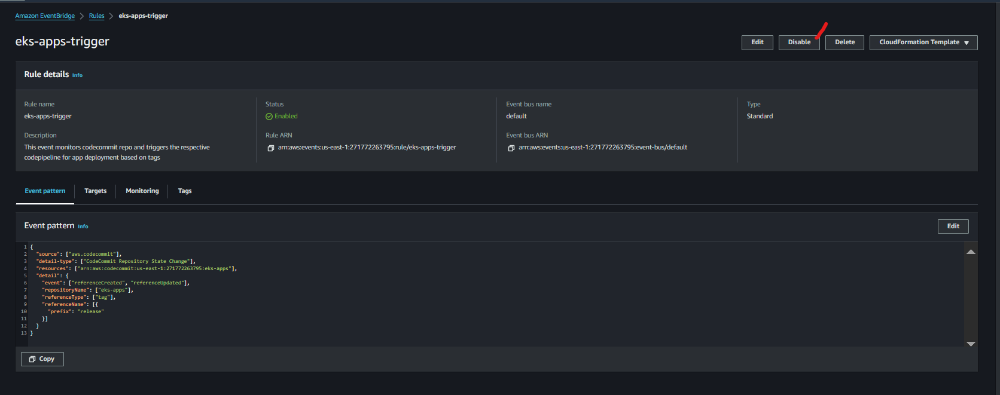 Amazon EventBridge > Rules > eks-apps-trigger
eks-apps-trigger
Edit
Disable
Delete
CloudFormation Template ▼
Rule details Info
Rule name
eks-apps-trigger
Description
This event monitors codecommit repo and triggers the respective
codepipeline for app deployment based on tags
Status
Enabled
Rule ARN
arn:aws:events:us-east-1:271772263795:rule/eks-apps-trigger
Event bus name
default
Event bus ARN
arn:aws:events:us-east-1:271772263795:event-bus/default
Type
Standard
Event pattern
Targets
Monitoring
Tags
Event pattern Info
Edit
1 {
2   "source": ["aws.codecommit"],
3   "detail-type": ["CodeCommit Repository State Change"],
4   "resources": ["arn:aws:codecommit:us-east-1:271772263795:eks-apps"],
5   "detail": {
6     "event": ["referenceCreated", "referenceUpdated"],
7     "repositoryName": ["eks-apps"],
8     "referenceType": ["tag"],
9     "referenceName": [{
10       "prefix": "release"
11     }]
12   }
13 }
Copy